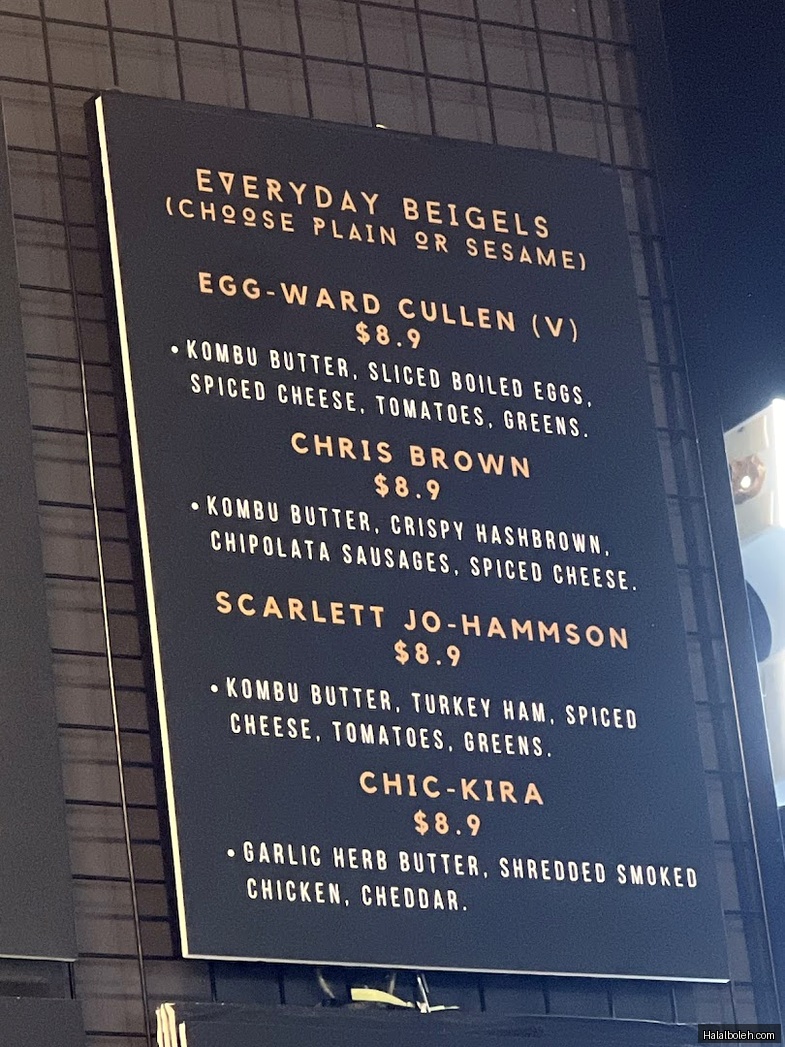 EVERYDAY BEIGELS
(CHOOSE PLAIN OR SESAME)
EGG-WARD CULLEN (V)
$8.9
• KOMBU BUTTER, SLICED BOILED EGGS,
SPICED CHEESE, TOMATOES, GREENS.
CHRIS BROWN
$8.9
• KOMBU BUTTER, CRISPY HASHBROWN,
CHIPOLATA SAUSAGES, SPICED CHEESE.
SCARLETT JO-HAMMSON
$8.9
• KOMBU BUTTER, TURKEY HAM, SPICED
CHEESE, TOMATOES, GREENS.
CHIC-KIRA
$8.9
• GARLIC HERB BUTTER, SHREDDED SMOKED
CHICKEN, CHEDDAR.
Halalboleh.com